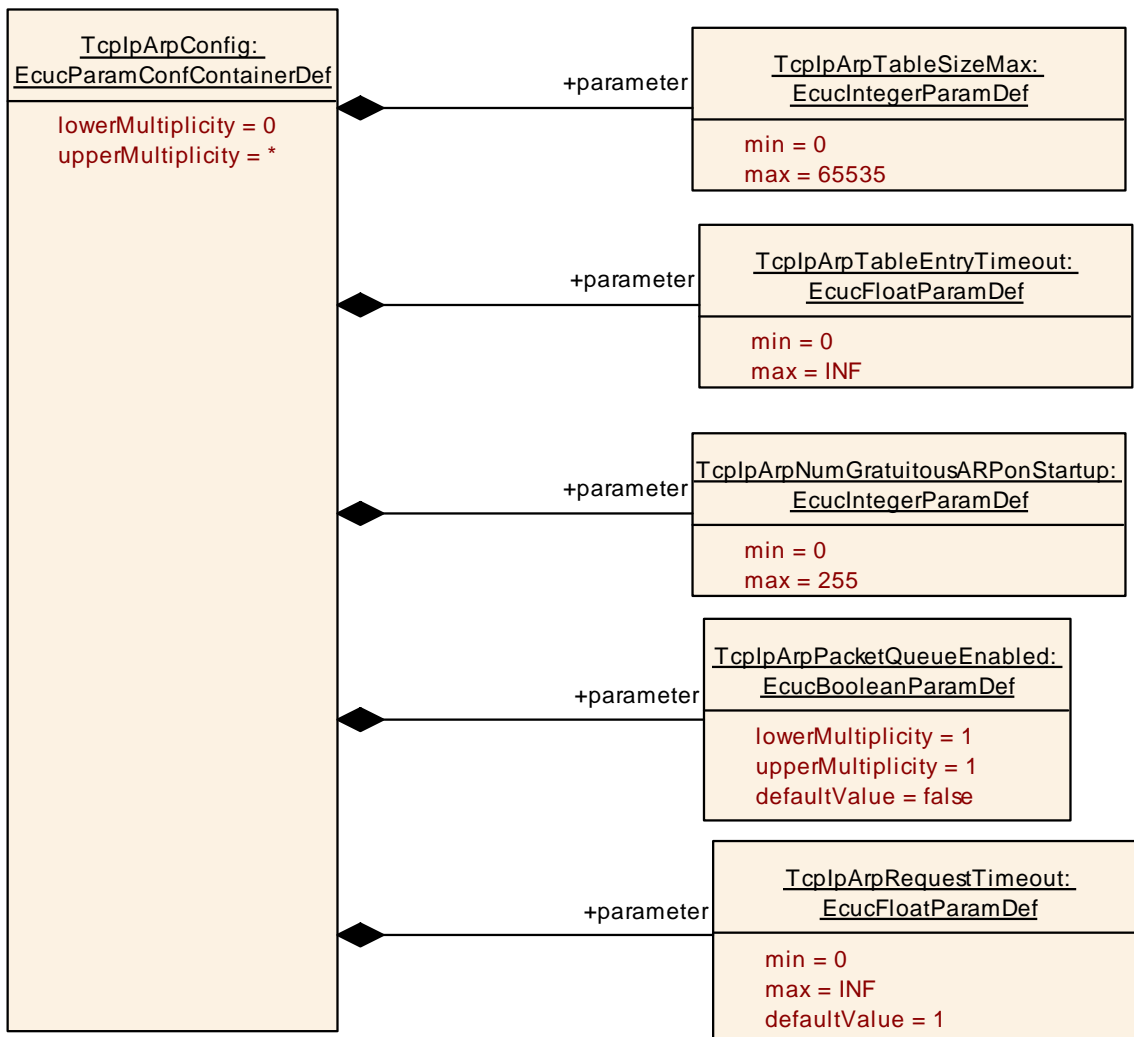 TcpIpArpConfig:
EcucParamConfContainerDef
lowerMultiplicity = 0
upperMultiplicity = *
+parameter
TcpIpArpTableSizeMax:
EcucIntegerParamDef
min = 0
max = 65535
+parameter
TcpIpArpTableEntryTimeout:
EcucFloatParamDef
min = 0
max = INF
+parameter
TcpIpArpNumGratuitousARPonStartup:
EcucIntegerParamDef
min = 0
max = 255
+parameter
TcpIpArpPacketQueueEnabled:
EcucBooleanParamDef
lowerMultiplicity = 1
upperMultiplicity = 1
defaultValue = false
+parameter
TcpIpArpRequestTimeout:
EcucFloatParamDef
min = 0
max = INF
defaultValue = 1